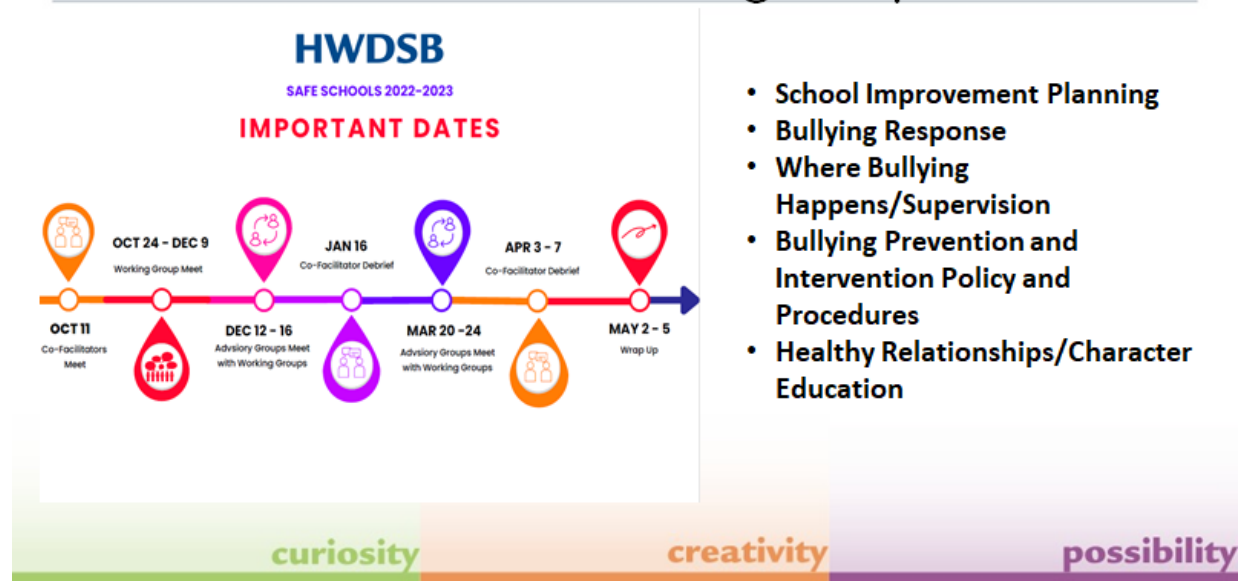 HWDSB
SAFE SCHOOLS 2022-2023
IMPORTANT DATES
OCT 24 - DEC 9
Working Group Meet
JAN 16
Co-Facilitator Debrief
APR 3 - 7
Co-Facilitator Debrief
OCT 11
Co-Facilitators
Meet
DEC 12 - 16
Advsiory Groups Meet
with Working Groups
MAR 20 -24
Advsiory Groups Meet
with Working Groups
MAY 2 - 5
Wrap Up
• School Improvement Planning
• Bullying Response
• Where Bullying
Happens/Supervision
• Bullying Prevention and
Intervention Policy and
Procedures
• Healthy Relationships/Character
Education
curiosity
creativity
possibility